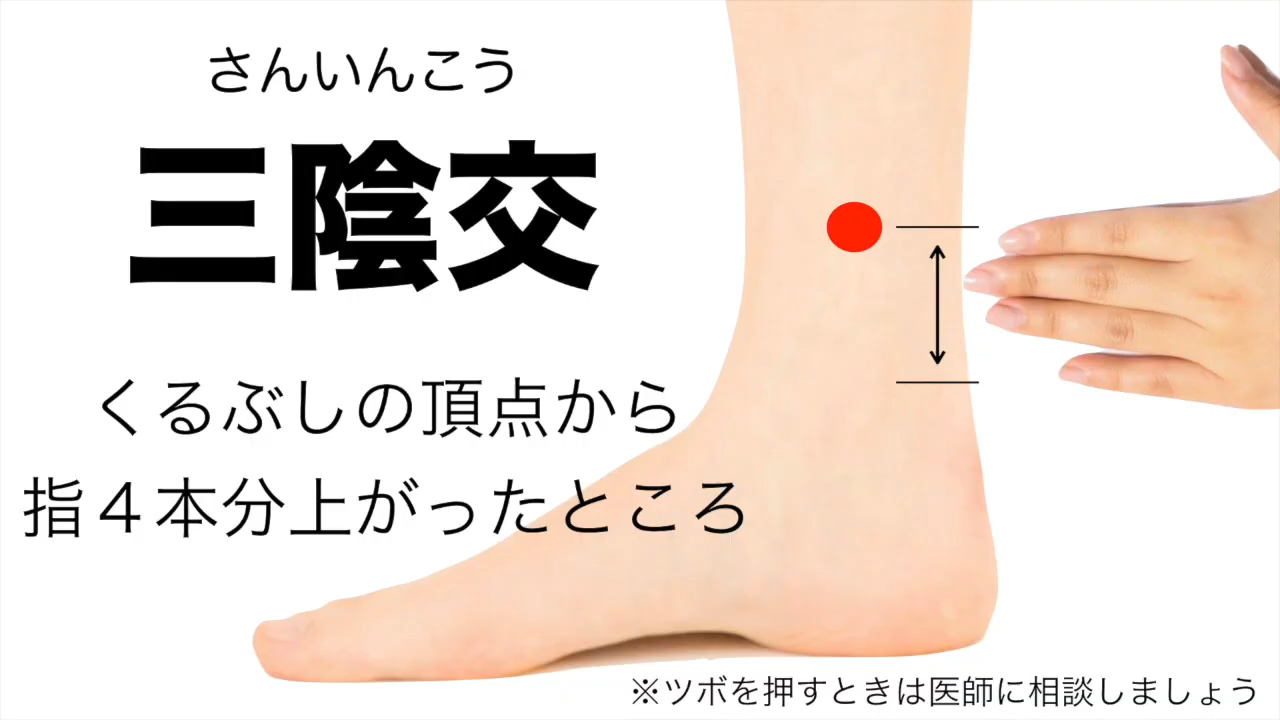 さんいんこう
三陰交
くるぶしの頂点から
指４本分上がったところ
※ツボを押すときは医師に相談しましょう